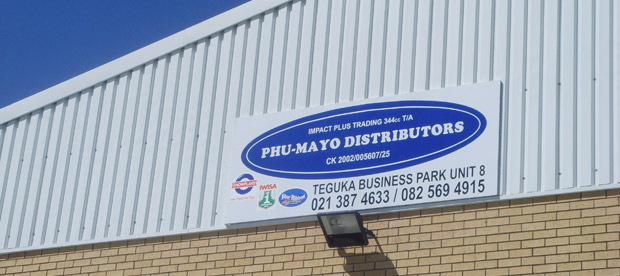 IMPACT PLUS TRADING 344cc T/A
PHU-MAYO DISTRIBUTORS
CK 2002/005607/25
IWISA
TEGUKA BUSINESS PARK UNIT 8
021 387 4633 / 082 569 4915